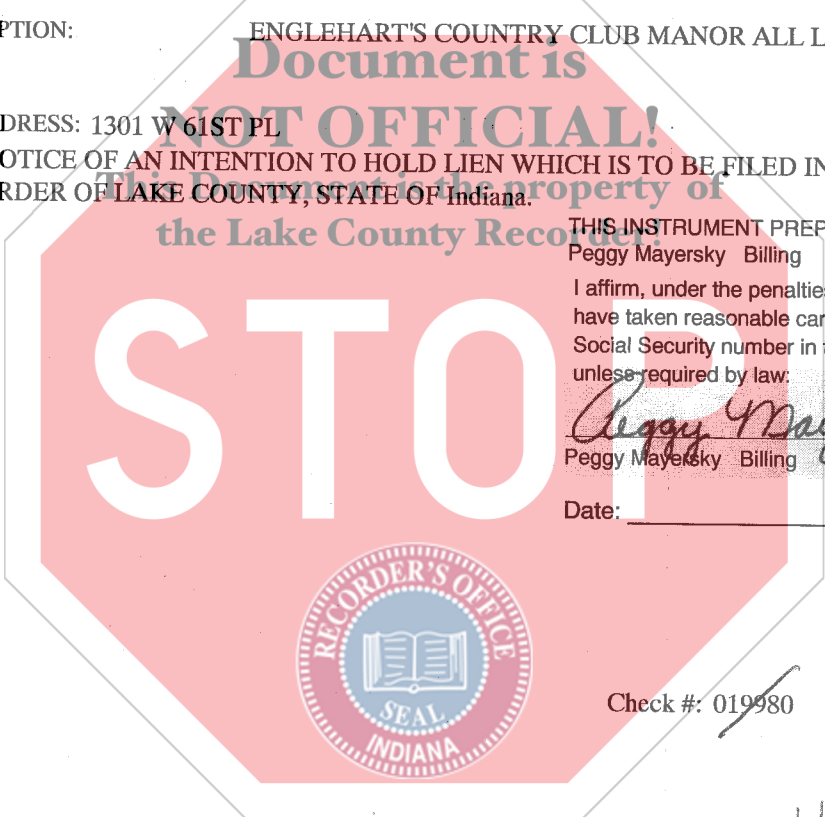 PTION: ENGLEHART'S COUNTRY CLUB MANOR ALL L
Document is
NOT OFFICIAL!
DRESS: 1301 W 61ST PL
OTICE OF AN INTENTION TO HOLD LIEN WHICH IS TO BE FILED IN
RDER OF LAKE COUNTY, STATE OF Indiana.
This Document is the property of
the Lake County Recorder!
THIS INSTRUMENT PREP
Peggy Mayersky Billing
I affirm, under the penaltie
have taken reasonable car
Social Security number in
unless required by law:
Peggy Ma
Peggy Mayersky Billing
Date:
STOP
RECORDER'S OFFICE
SEAL
INDIANA
Check #: 019980